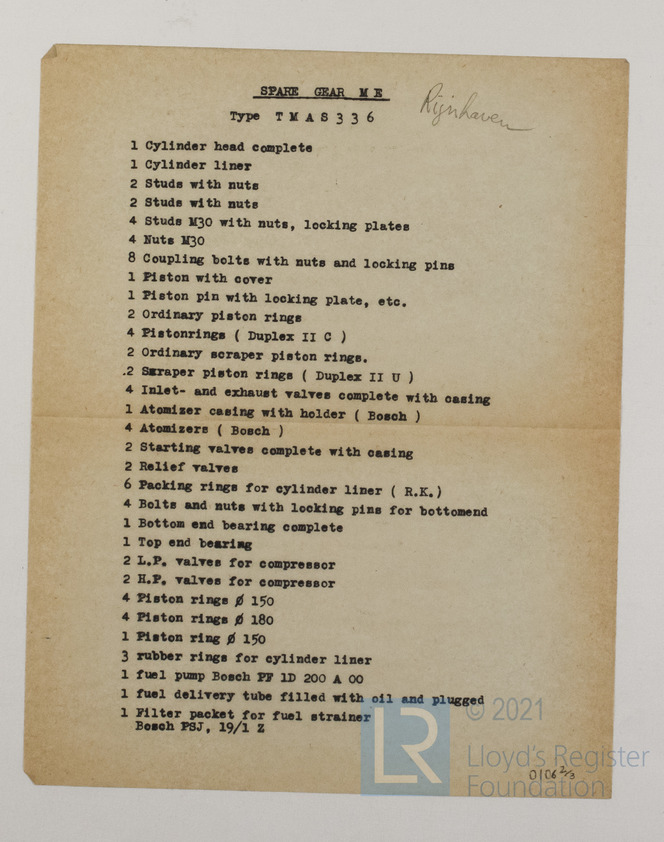 SPARE GEAR M E
Type T M A S 3 3 6
Rijnhaven
1 Cylinder head complete
1 Cylinder liner
2 Studs with nuts
2 Studs with nuts
4 Studs M30 with nuts, locking plates
4 Nuts M30
8 Coupling bolts with nuts and locking pins
1 Piston with cover
1 Piston pin with locking plate, etc.
2 Ordinary piston rings
4 Pistonrings ( Duplex II C )
2 Ordinary scraper piston rings.
.2 Scraper piston rings ( Duplex II U )
4 Inlet- and exhaust valves complete with casing
1 Atomizer casing with holder ( Bosch )
4 Atomizers ( Bosch )
2 Starting valves complete with casing
2 Relief valves
6 Packing rings for cylinder liner ( R.K.)
4 Bolts and nuts with locking pins for bottomend
1 Bottom end bearing complete
1 Top end bearing
2 L.P. valves for compressor
2 H.P. valves for compressor
4 Piston rings Ø 150
4 Piston rings Ø 180
1 Piston ring Ø 150
3 rubber rings for cylinder liner
1 fuel pump Bosch PF 1D 200 A 00
1 fuel delivery tube filled with oil and plugged
1 Filter packet for fuel strainer
Bosch PSJ, 19/1 Z
LR
© 2021
Lloyd's Register
Foundation
0106 2/3